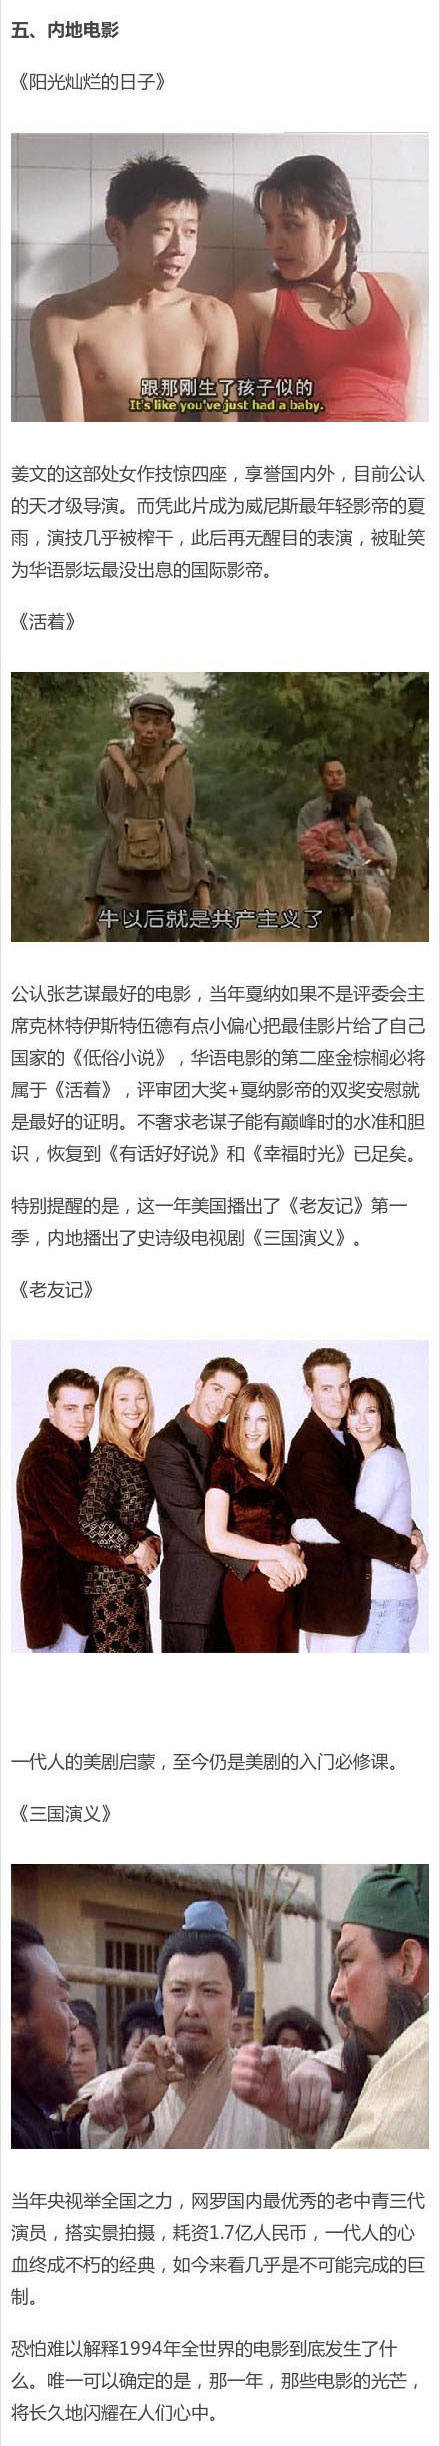 五、内地电影
《阳光灿烂的日子》
跟那刚生了孩子似的
It's like you've just had a baby.
姜文的这部处女作技惊四座，享誉国内外，目前公认
的天才级导演。而凭此片成为威尼斯最年轻影帝的夏
雨，演技几乎被榨干，此后再无醒目的表演，被耻笑
为华语影坛最没出息的国际影帝。
《活着》
牛以后就是共产主义了
公认张艺谋最好的电影，当年戛纳如果不是评委会主
席克林特伊斯特伍德有点小偏心把最佳影片给了自己
国家的《低俗小说》，华语电影的第二座金棕榈必将
属于《活着》，评审团大奖+戛纳影帝的双奖安慰就
是最好的证明。不奢求老谋子能有巅峰时的水准和胆
识，恢复到《有话好好说》和《幸福时光》已足矣。
特别提醒的是，这一年美国播出了《老友记》第一
季，内地播出了史诗级电视剧《三国演义》。
《老友记》
一代人的美剧启蒙，至今仍是美剧的入门必修课。
《三国演义》
当年央视举全国之力，网罗国内最优秀的老中青三代
演员，搭实景拍摄，耗资1.7亿人民币，一代人的心
血终成不朽的经典，如今来看几乎是不可能完成的巨
制。
恐怕难以解释1994年全世界的电影到底发生了什
么。唯一可以确定的是，那一年，那些电影的光芒，
将长久地闪耀在人们心中。